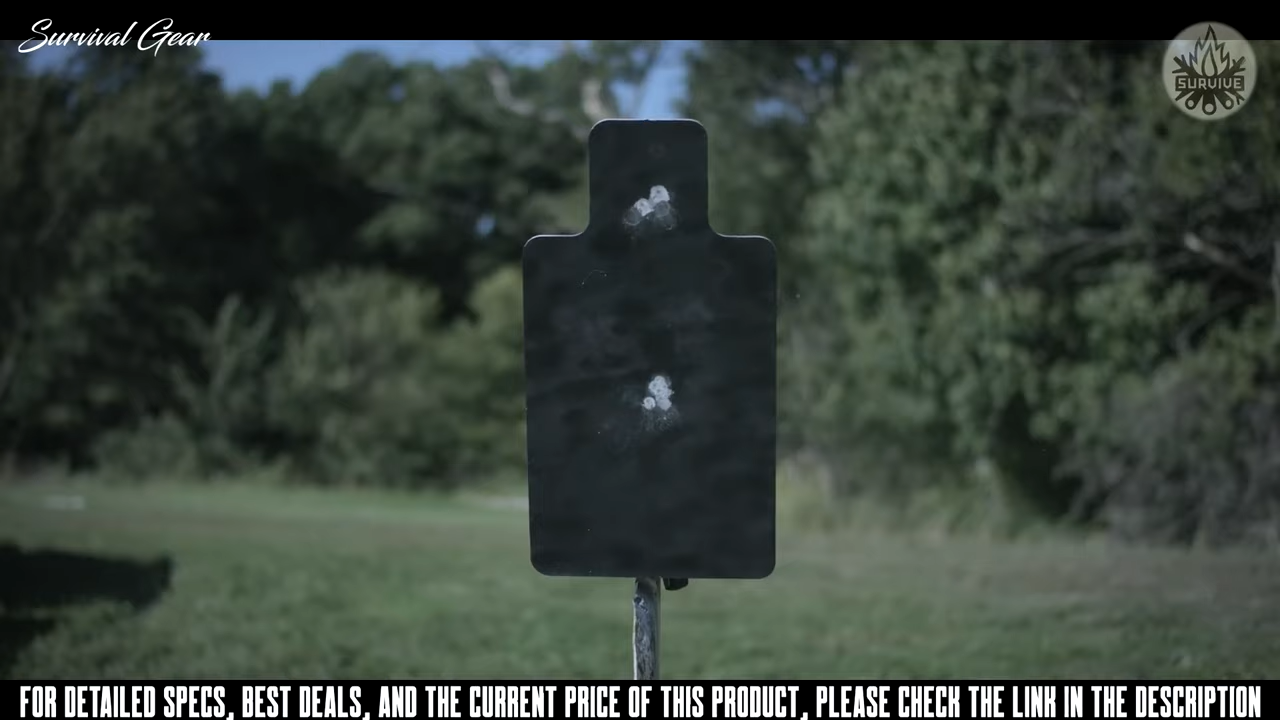 Survival Gear
SURVIVE
FOR DETAILED SPECS, BEST DEALS, AND THE CURRENT PRICE OF THIS PRODUCT, PLEASE CHECK THE LINK IN THE DESCRIPTION